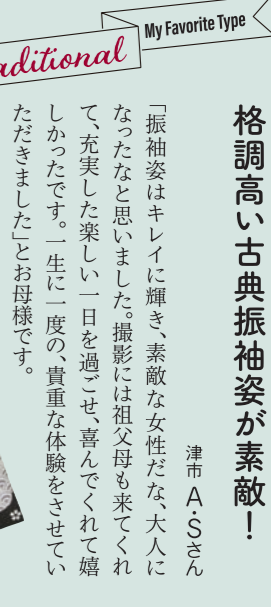 My Favorite Type
aditional
格調高い古典振袖姿が素敵！
津市 A・Sさん
「振袖姿はキレイに輝き、素敵な女性だな、大人に
なったなと思いました。撮影には祖父母も来てくれ
て、充実した楽しい一日を過ごせ、喜んでくれて嬉
しかったです。一生に一度の、貴重な体験をさせてい
ただきました」とお母様です。